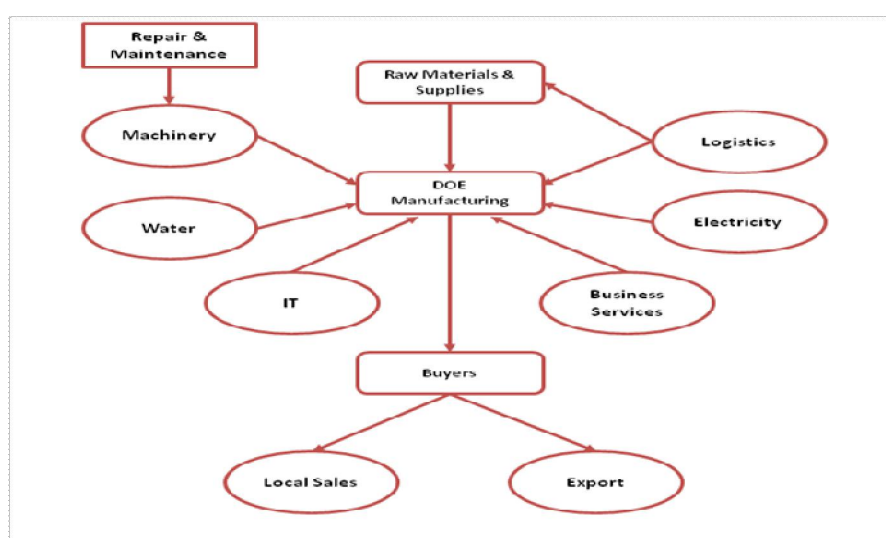 Repair &
Maintenance
Raw Materials &
Supplies
Machinery
Logistics
DOE
Manufacturing
Water
Electricity
IT
Business
Services
Buyers
Local Sales
Export